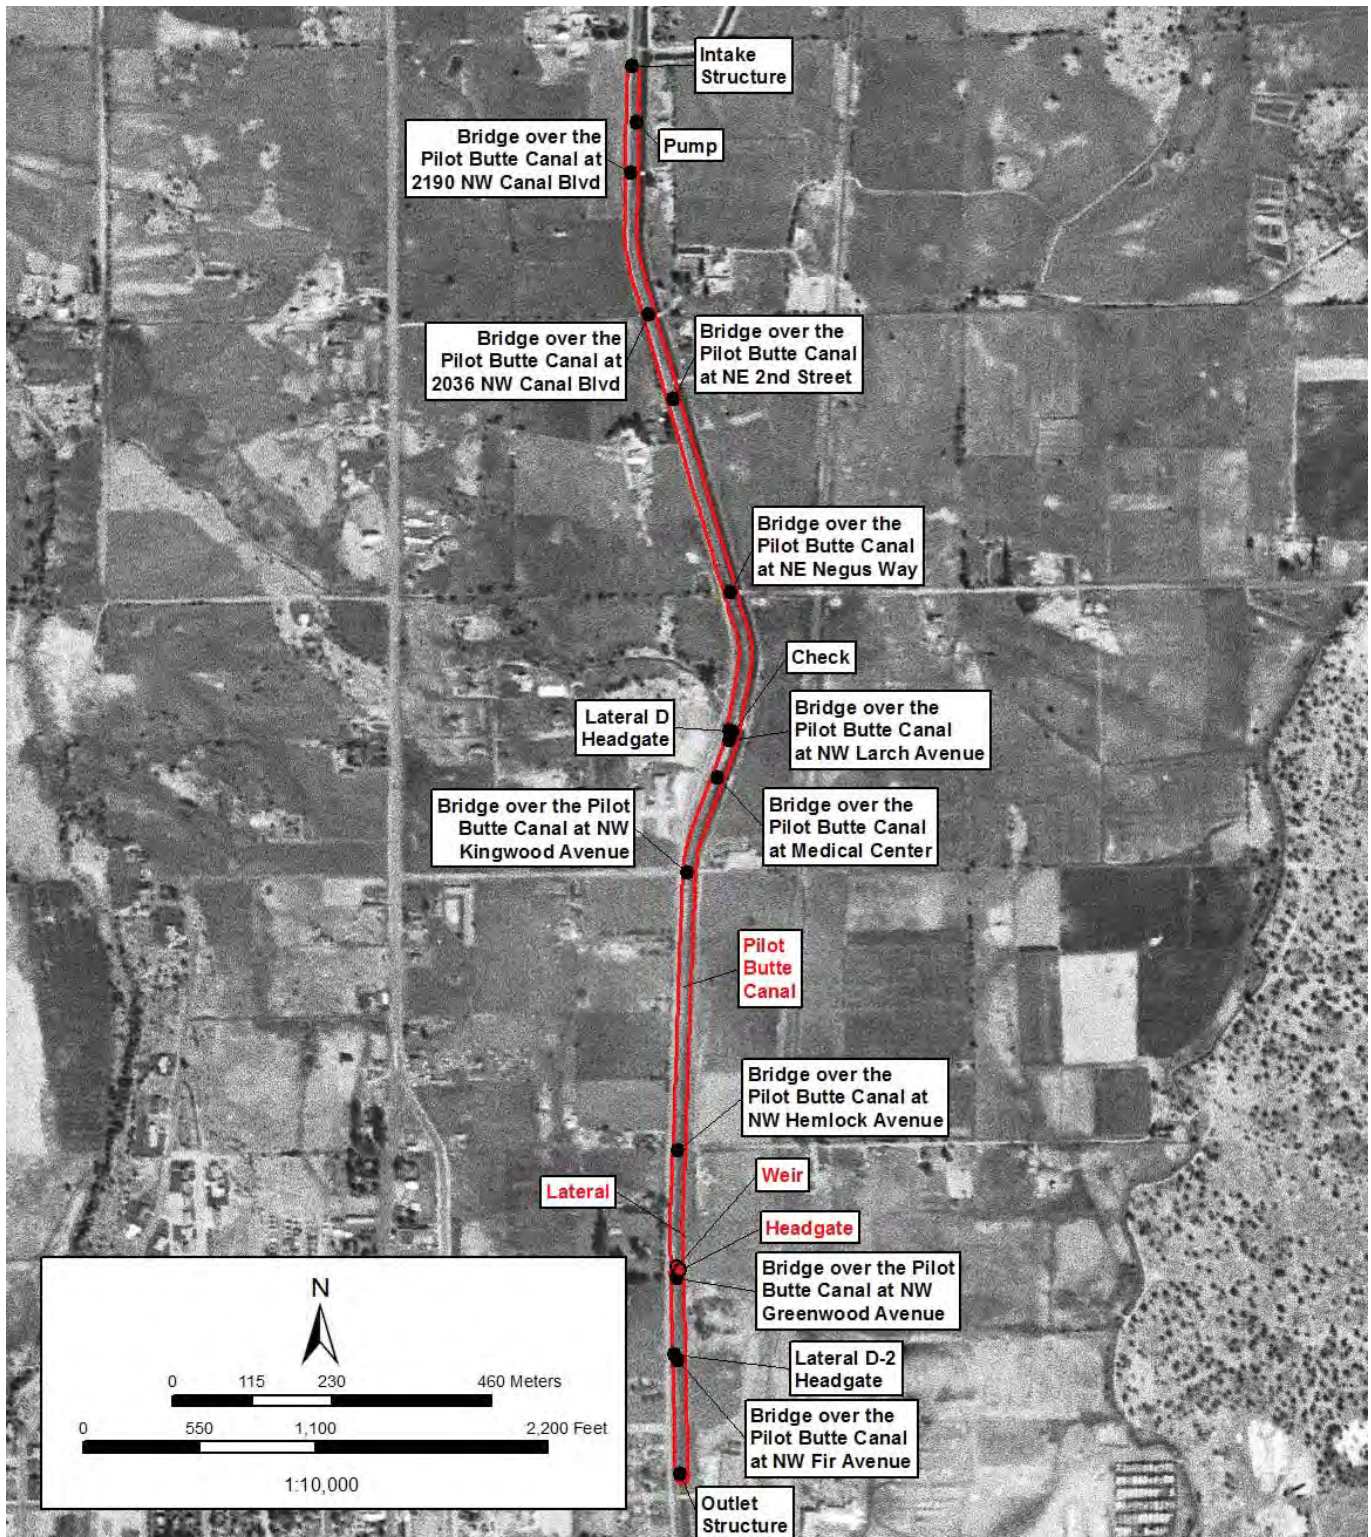 Intake
Structure
Pump
Bridge over the
Pilot Butte Canal at
2190 NW Canal Blvd
Bridge over the
Pilot Butte Canal at
2036 NW Canal Blvd
Bridge over the
Pilot Butte Canal
at NE 2nd Street
Bridge over the
Pilot Butte Canal
at NE Negus Way
Check
Lateral D
Headgate
Bridge over the
Pilot Butte Canal
at NW Larch Avenue
Bridge over the Pilot
Butte Canal at NW
Kingwood Avenue
Bridge over the
Pilot Butte Canal
at Medical Center
Pilot
Butte
Canal
Bridge over the
Pilot Butte Canal at
NW Hemlock Avenue
Weir
Lateral
Headgate
Bridge over the Pilot
Butte Canal at NW
Greenwood Avenue
Lateral D-2
Headgate
Bridge over the
Pilot Butte Canal
at NW Fir Avenue
Outlet
Structure
N
0 115 230 460 Meters
0 550 1,100 2,200 Feet
1:10,000